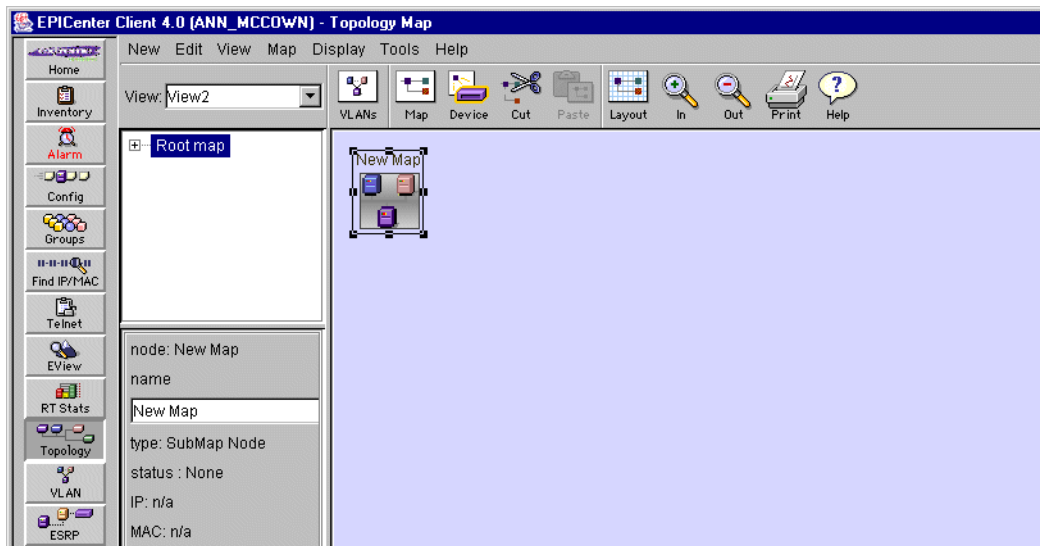 EPICenter Client 4.0 (ANN_MCCOWN) - Topology Map
New Edit View Map Display Tools Help
View: View2
VLANs Map Device Cut Paste Layout In Out Print Help
Home
Inventory
Alarm
Config
Groups
Find IP/MAC
Telnet
EView
RT Stats
Topology
VLAN
ESRP
Root map
node: New Map
name
New Map
type: SubMap Node
status : None
IP: n/a
MAC: n/a
New Map